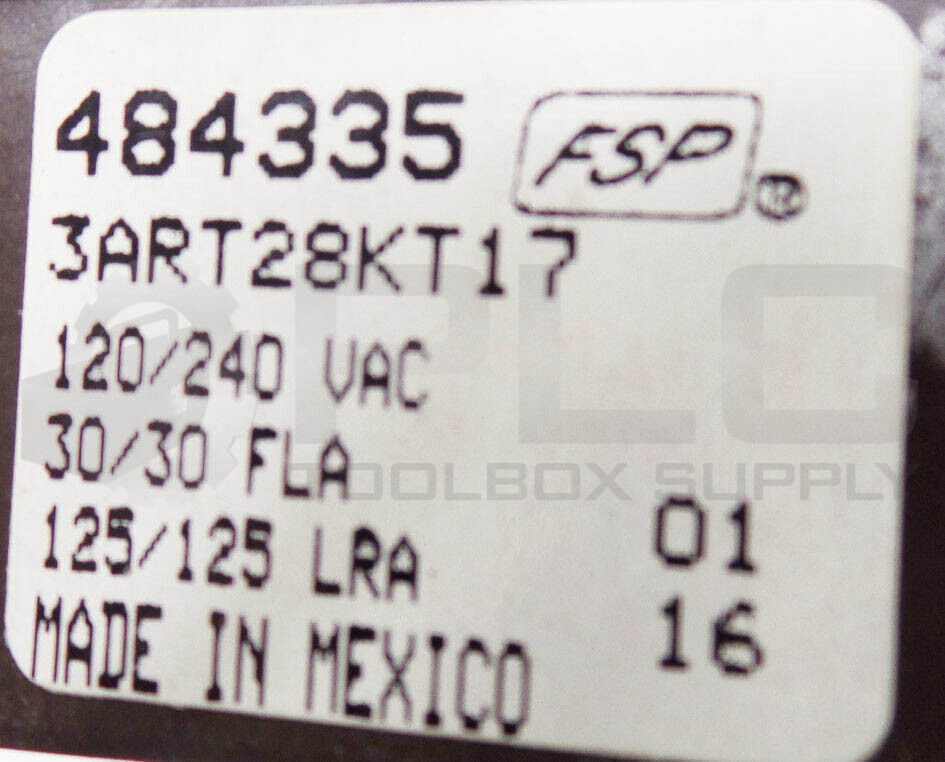 484335 FSP ®
3ART28KT17
120/240 VAC
30/30 FLA
125/125 LRA 01
MADE IN MEXICO 16
PLC
TOOLBOX SUPPLY